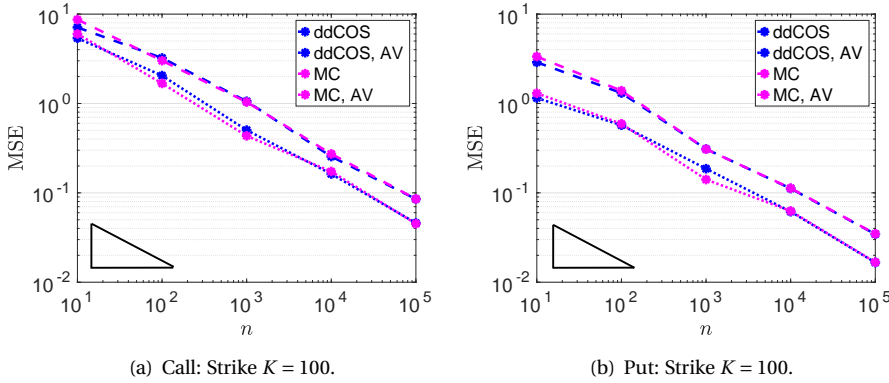 10^1
10^0
10^-1
10^-2
MSE
10^1 10^2 10^3 10^4 10^5
n
ddCOS
ddCOS, AV
MC
MC, AV
(a) Call: Strike K = 100.
10^1
10^0
10^-1
10^-2
MSE
10^1 10^2 10^3 10^4 10^5
n
ddCOS
ddCOS, AV
MC
MC, AV
(b) Put: Strike K = 100.